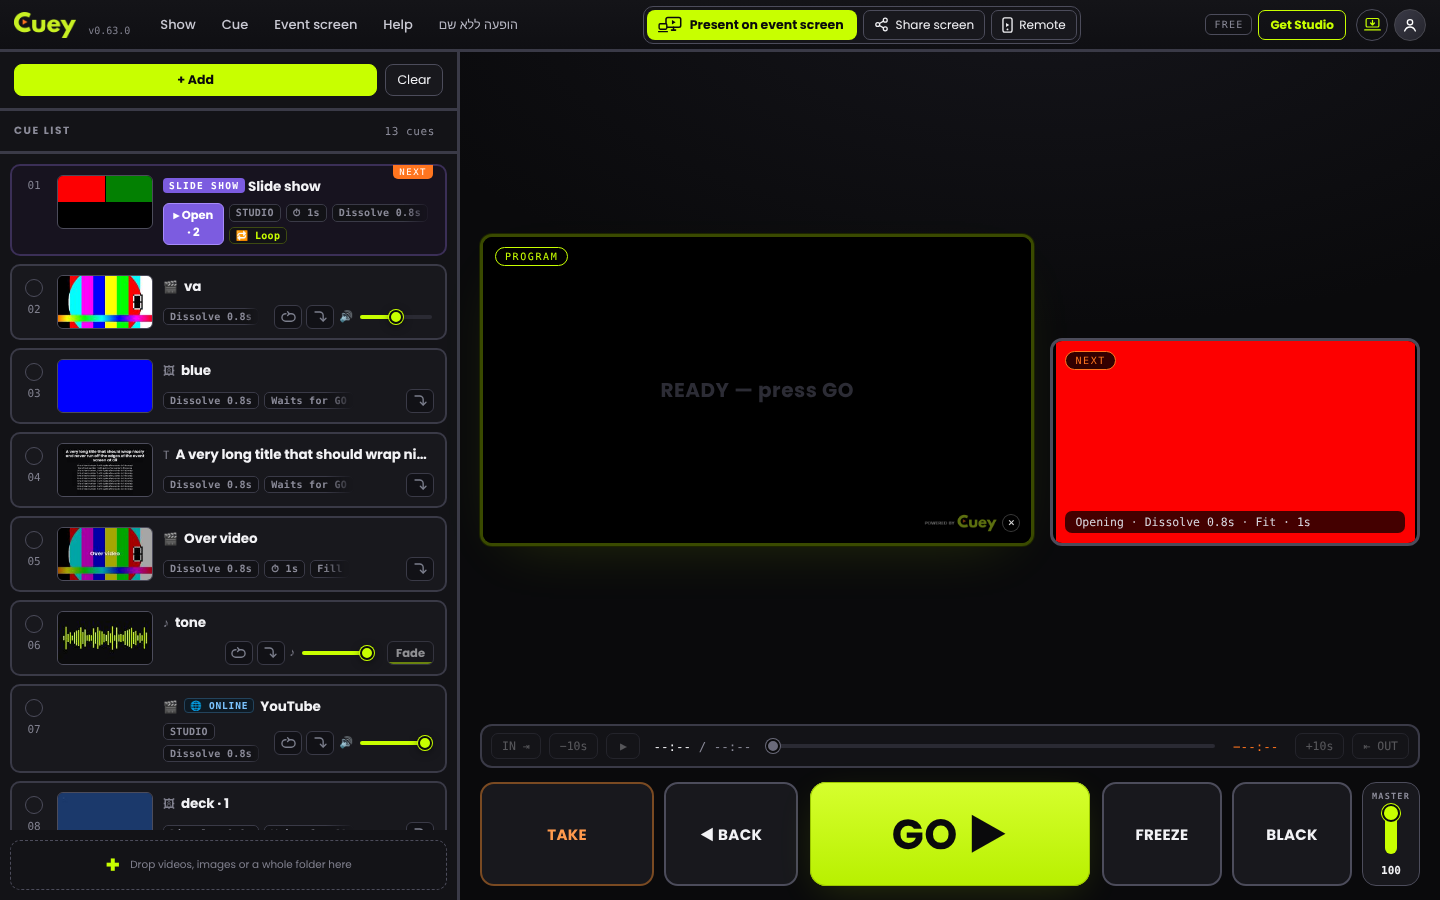 Cuey v0.63.0 Show Cue Event screen Help הופעה ללא שם Present on event screen Share screen Remote FREE Get Studio
+ Add Clear
CUE LIST 13 cues
NEXT
01 SLIDE SHOW Slide show
▸ Open · 2 STUDIO ⏱ 1s Dissolve 0.8s
🔁 Loop
02 va
Dissolve 0.8s
03 blue
Dissolve 0.8s Waits for GO
04 T A very long title that should wrap ni...
Dissolve 0.8s Waits for GO
05 Over video
Dissolve 0.8s ⏱ 1s Fill
06 ♪ tone
♪ Fade
07 ONLINE YouTube
STUDIO
Dissolve 0.8s
08 deck · 1
Drop videos, images or a whole folder here
PROGRAM
READY — press GO
POWERED BY Cuey ×
NEXT
Opening · Dissolve 0.8s · Fit · 1s
IN ⇥ −10s ▶ --:-- / --:-- −--:-- +10s ⇤ OUT
TAKE ◀ BACK GO ▶ FREEZE BLACK MASTER
100